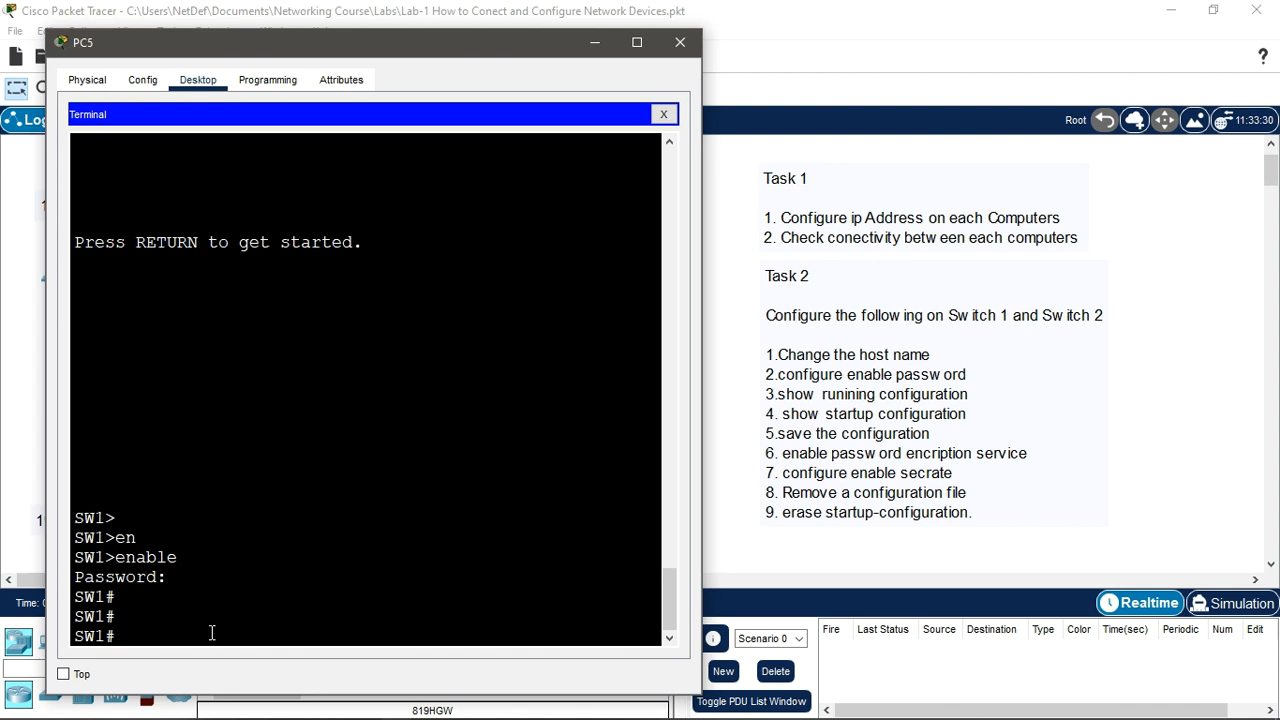 Cisco Packet Tracer - C:\Users\NetDef\Documents\Networking Course\Labs\Lab-1 How to Conect and Configure Network Devices.pkt
File
PC5
?
Physical Config Desktop Programming Attributes
Terminal X
Root 11:33:30
Press RETURN to get started.
SW1>
SW1>en
SW1>enable
Password:
SW1#
SW1#
SW1#
Top
Task 1
1. Configure ip Address on each Computers
2. Check conectivity betw een each computers
Task 2
Configure the follow ing on Sw itch 1 and Sw itch 2
1.Change the host name
2.configure enable passw ord
3.show runining configuration
4. show startup configuration
5.save the configuration
6. enable passw ord encription service
7. configure enable secrate
8. Remove a configuration file
9. erase startup-configuration.
Time:
Realtime Simulation
Scenario 0
New Delete
Toggle PDU List Window
Fire Last Status Source Destination Type Color Time(sec) Periodic Num Edit
819HGW